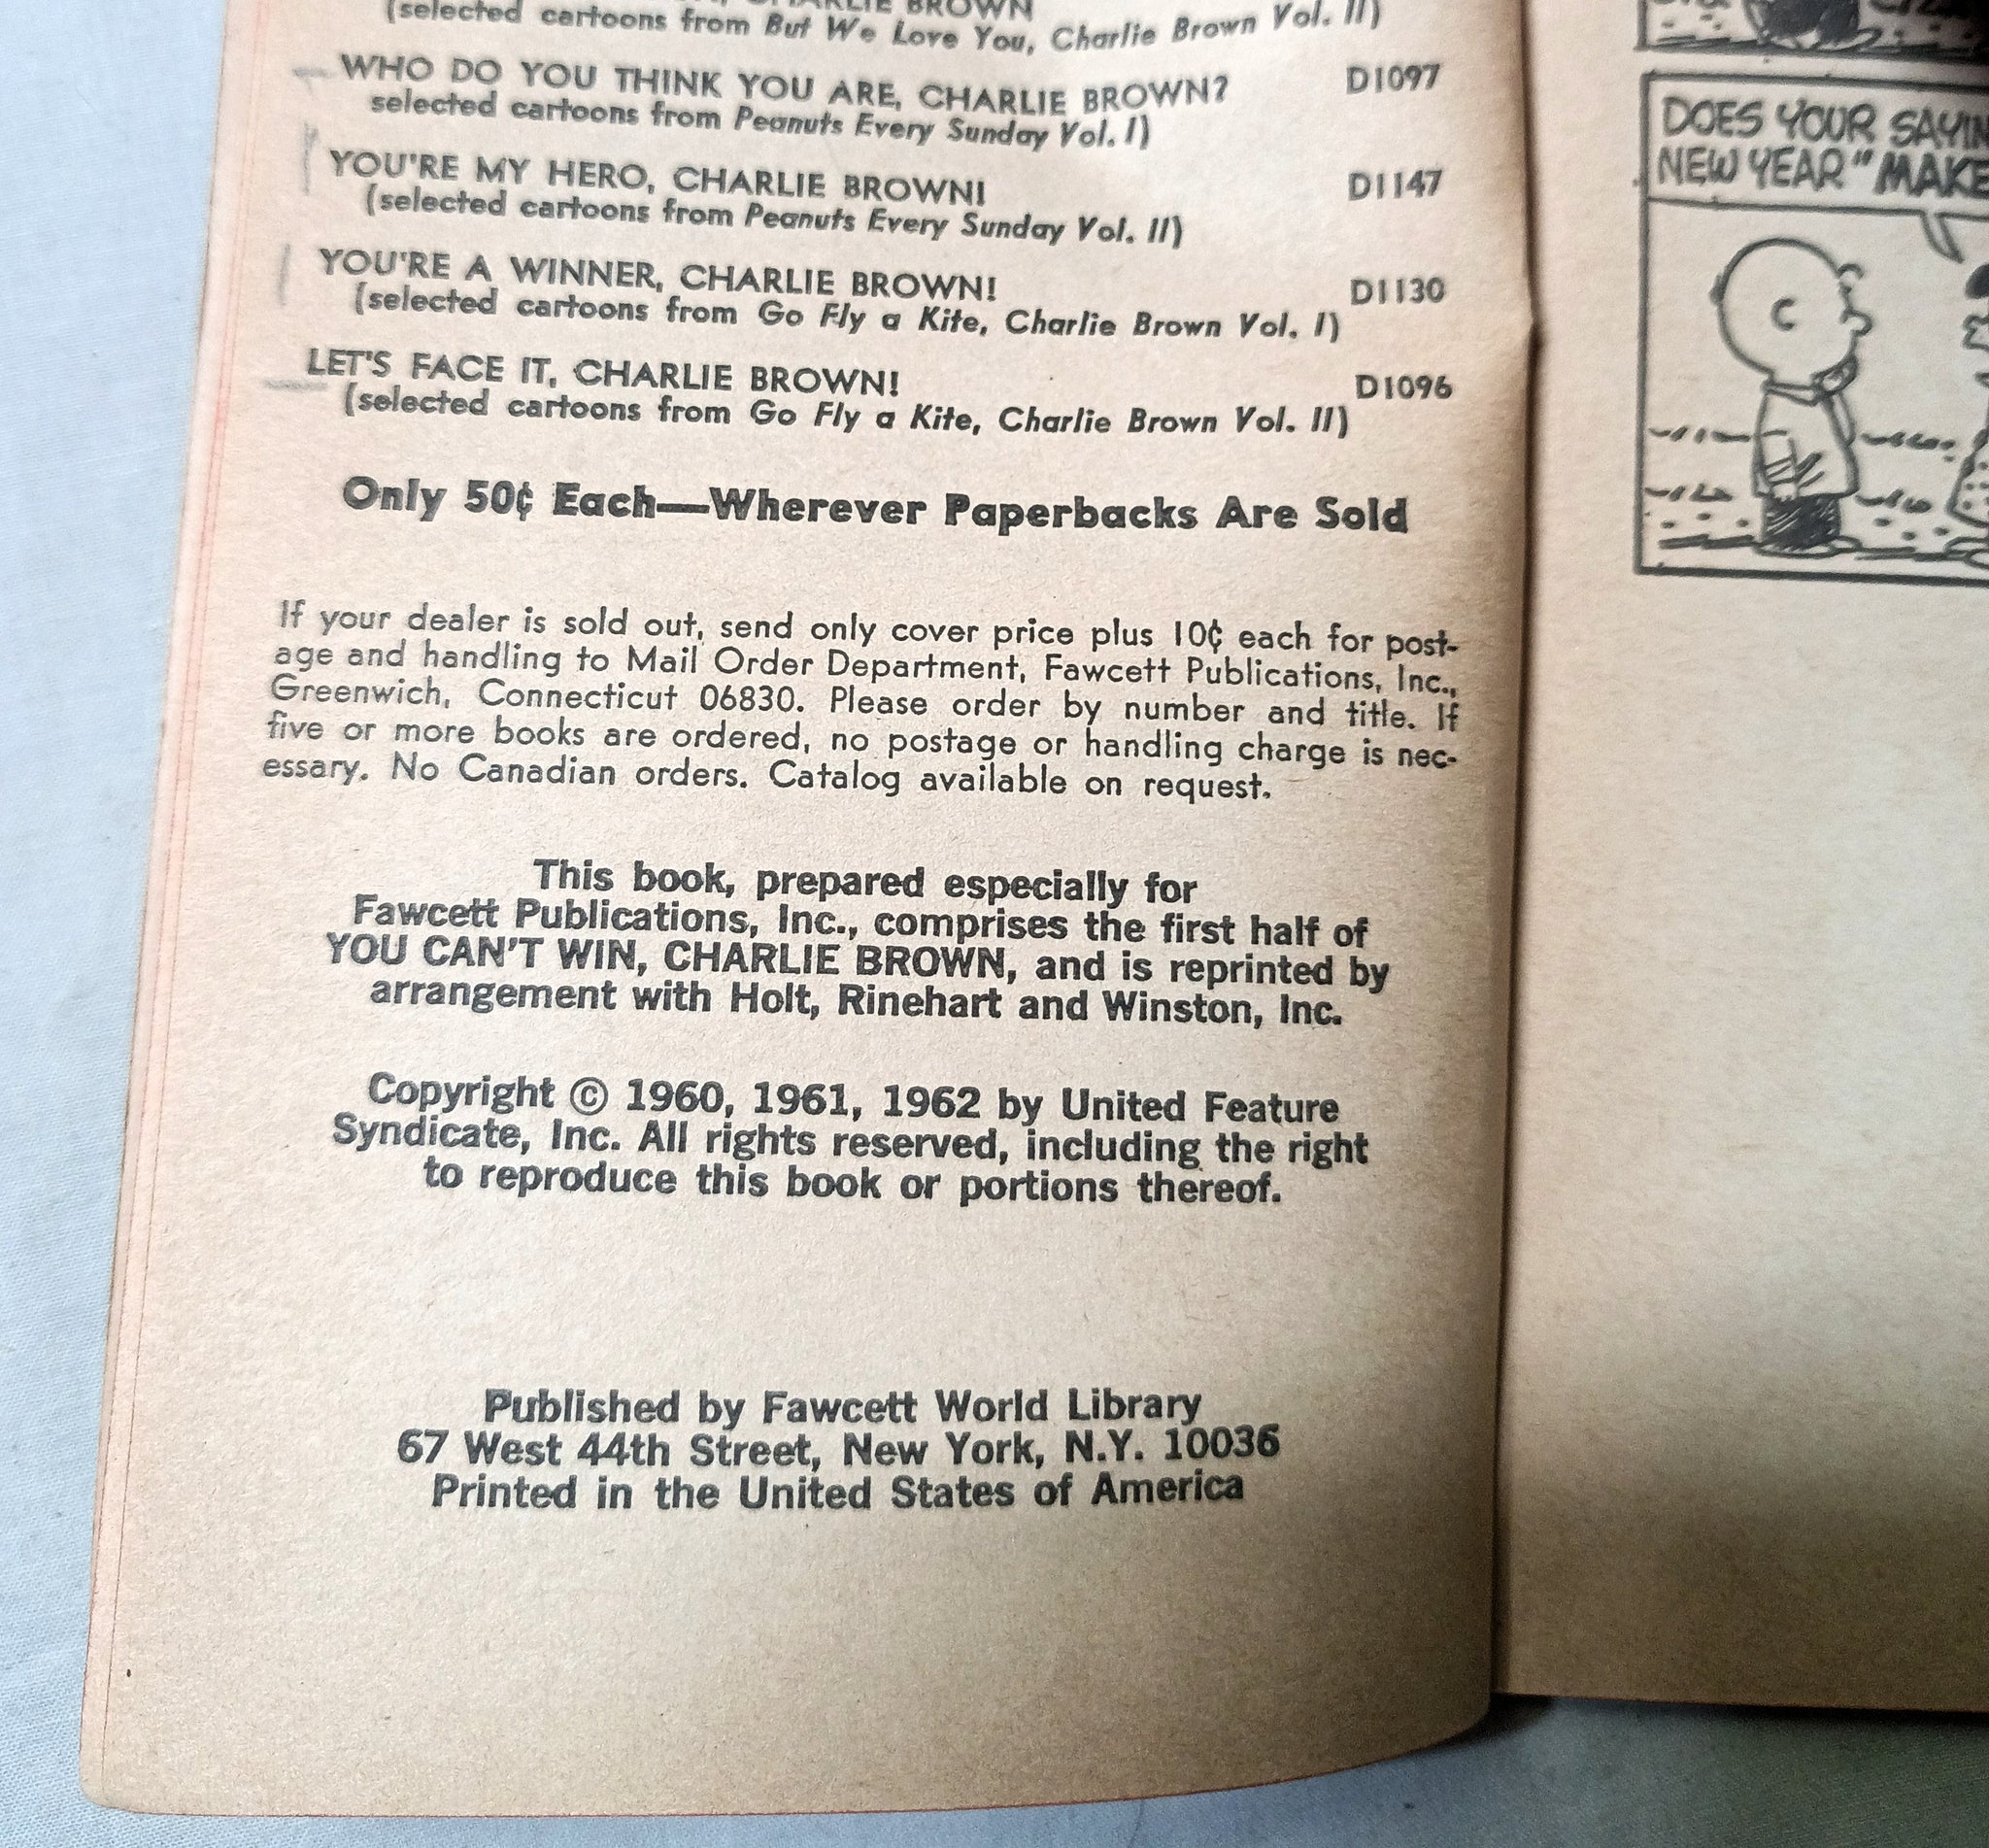 CHARLIE BROWN
(selected cartoons from But We Love You, Charlie Brown Vol. II)
WHO DO YOU THINK YOU ARE, CHARLIE BROWN? D1097
selected cartoons from Peanuts Every Sunday Vol. I)
YOU'RE MY HERO, CHARLIE BROWN! D1147
(selected cartoons from Peanuts Every Sunday Vol. II)
YOU'RE A WINNER, CHARLIE BROWN! D1130
(selected cartoons from Go Fly a Kite, Charlie Brown Vol. I)
LET'S FACE IT, CHARLIE BROWN! D1096
(selected cartoons from Go Fly a Kite, Charlie Brown Vol. II)
Only 50¢ Each—Wherever Paperbacks Are Sold
If your dealer is sold out, send only cover price plus 10¢ each for post-
age and handling to Mail Order Department, Fawcett Publications, Inc.,
Greenwich, Connecticut 06830. Please order by number and title. If
five or more books are ordered, no postage or handling charge is nec-
essary. No Canadian orders. Catalog available on request.
This book, prepared especially for
Fawcett Publications, Inc., comprises the first half of
YOU CAN'T WIN, CHARLIE BROWN, and is reprinted by
arrangement with Holt, Rinehart and Winston, Inc.
Copyright © 1960, 1961, 1962 by United Feature
Syndicate, Inc. All rights reserved, including the right
to reproduce this book or portions thereof.
Published by Fawcett World Library
67 West 44th Street, New York, N.Y. 10036
Printed in the United States of America
DOES YOUR SAYIN
NEW YEAR" MAKE